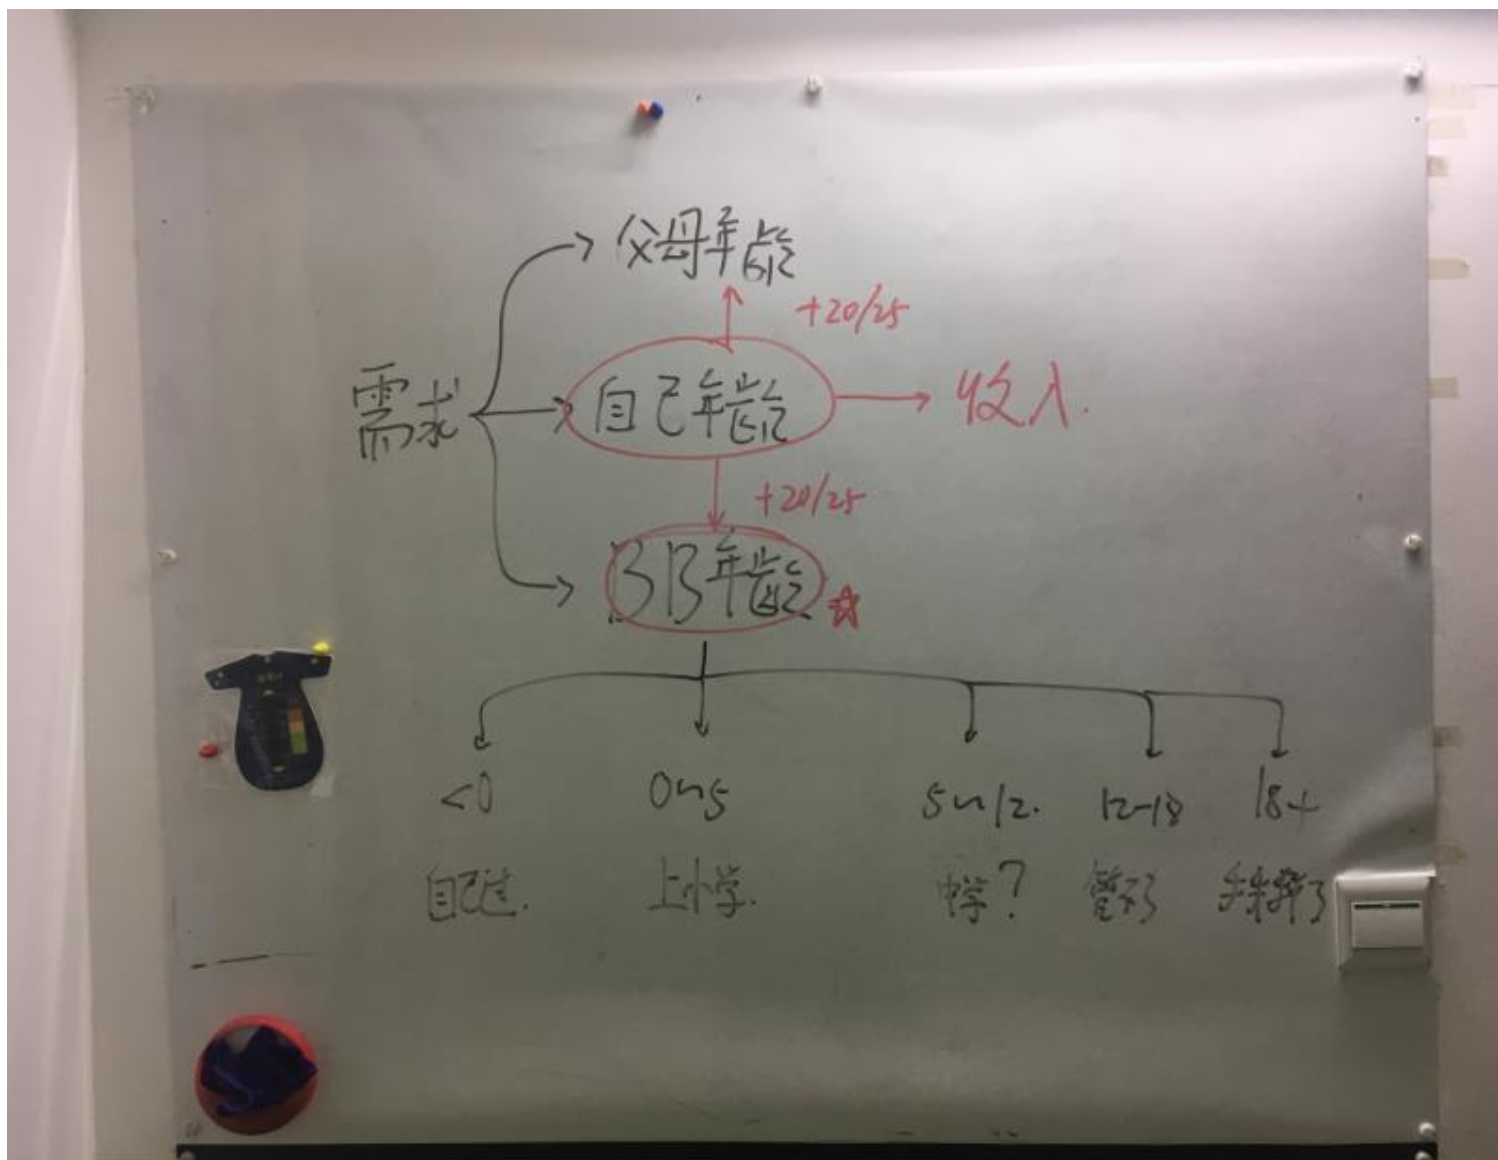 父母年龄
+20/25
需求
自己年龄
收入.
+20/25
BB年龄
<0
0~5
5~12.
12-18
18+
自己过.
上小学.
中学?
管不了